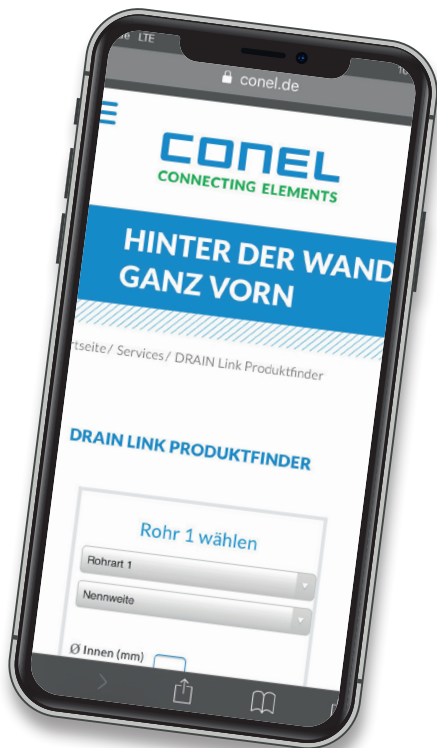 LTE
conel.de
CONEL
CONNECTING ELEMENTS
HINTER DER WAND
GANZ VORN
tseite/ Services/ DRAIN Link Produktfinder
DRAIN LINK PRODUKTFINDER
Rohr 1 wählen
Rohrart 1
Nennweite
Ø Innen (mm)